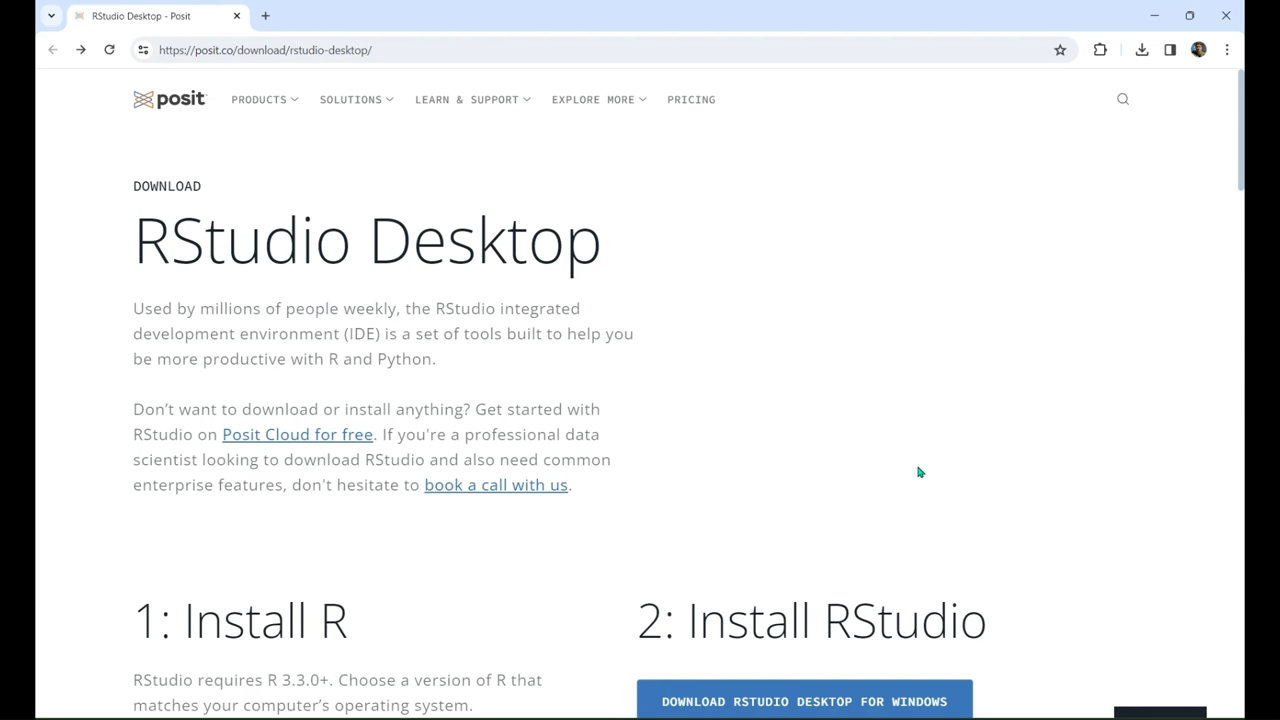 RStudio Desktop - Posit
https://posit.co/download/rstudio-desktop/
posit
PRODUCTS
SOLUTIONS
LEARN & SUPPORT
EXPLORE MORE
PRICING
DOWNLOAD
RStudio Desktop
Used by millions of people weekly, the RStudio integrated
development environment (IDE) is a set of tools built to help you
be more productive with R and Python.
Don’t want to download or install anything? Get started with
RStudio on Posit Cloud for free. If you're a professional data
scientist looking to download RStudio and also need common
enterprise features, don't hesitate to book a call with us.
1: Install R
RStudio requires R 3.3.0+. Choose a version of R that
matches your computer’s operating system.
2: Install RStudio
DOWNLOAD RSTUDIO DESKTOP FOR WINDOWS